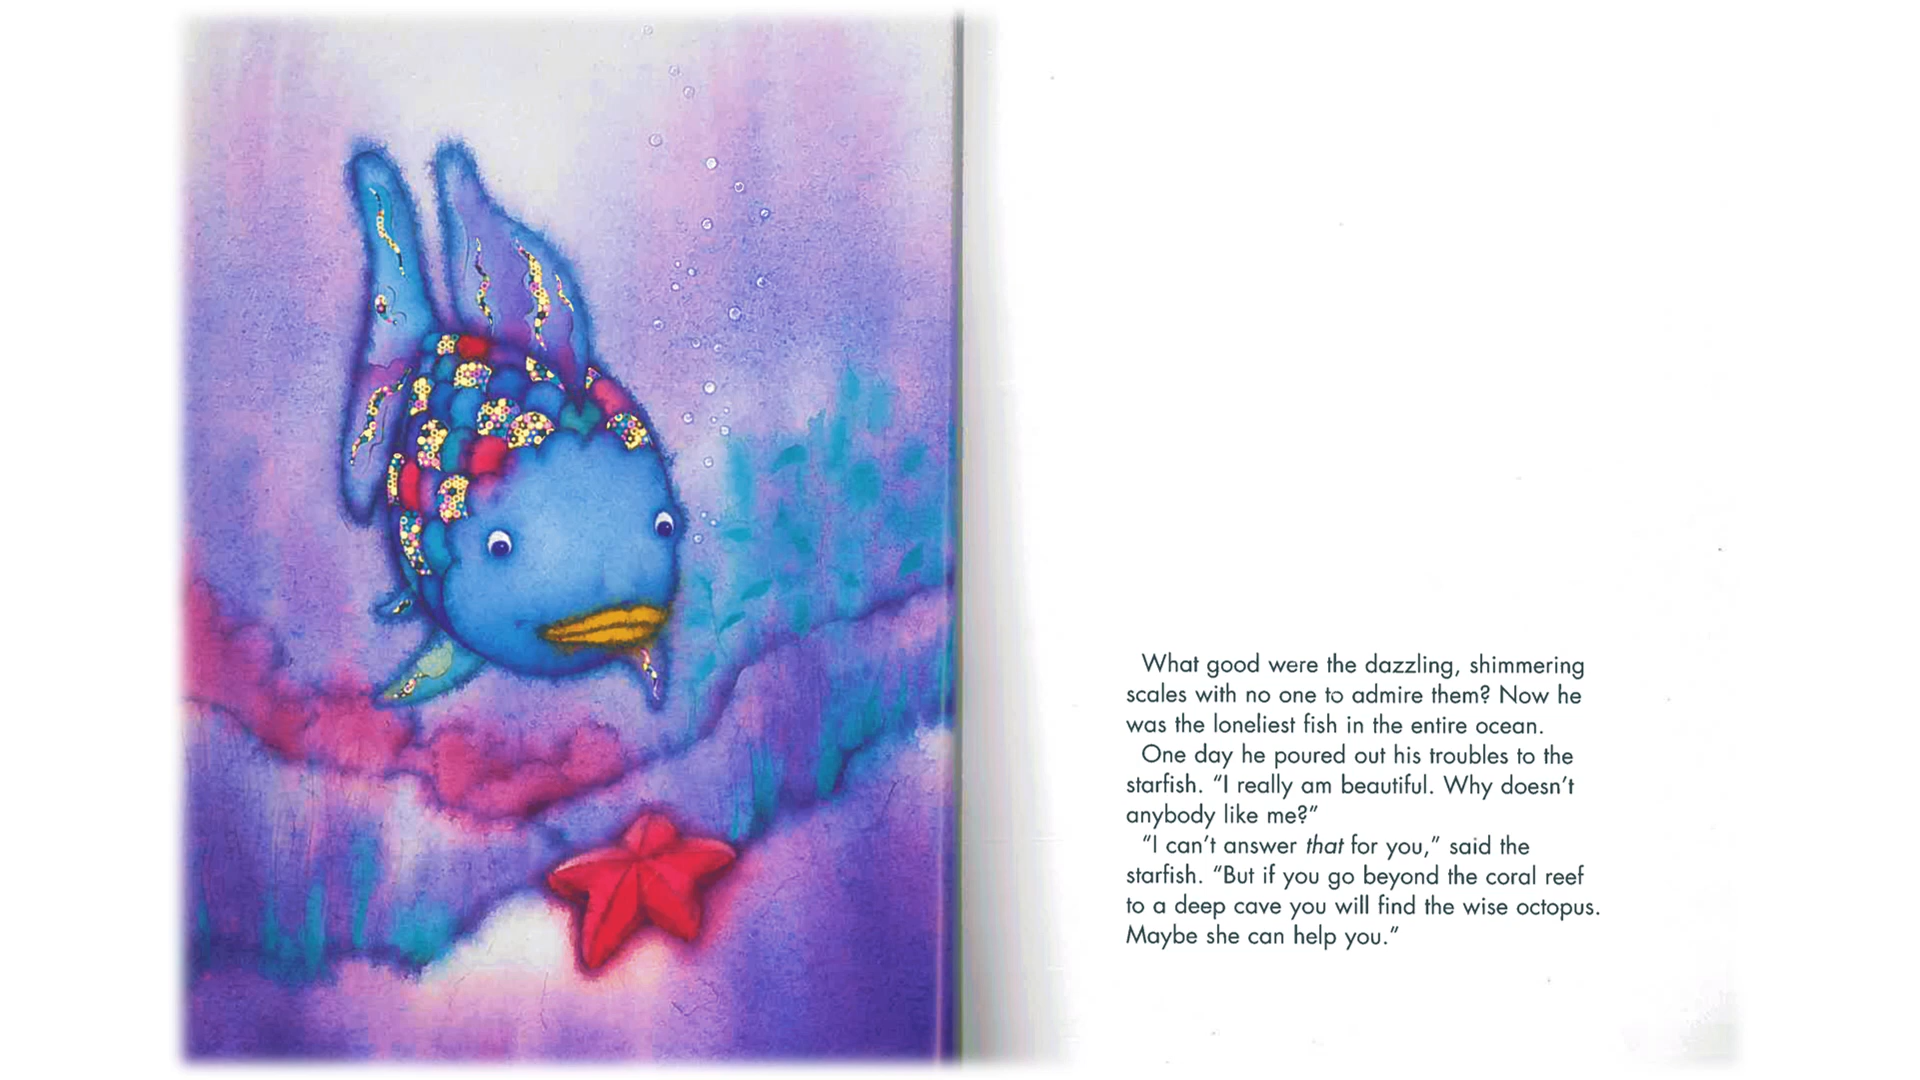 What good were the dazzling, shimmering
scales with no one to admire them? Now he
was the loneliest fish in the entire ocean.
One day he poured out his troubles to the
starfish. “I really am beautiful. Why doesn’t
anybody like me?”
“I can’t answer that for you,” said the
starfish. “But if you go beyond the coral reef
to a deep cave you will find the wise octopus.
Maybe she can help you.”